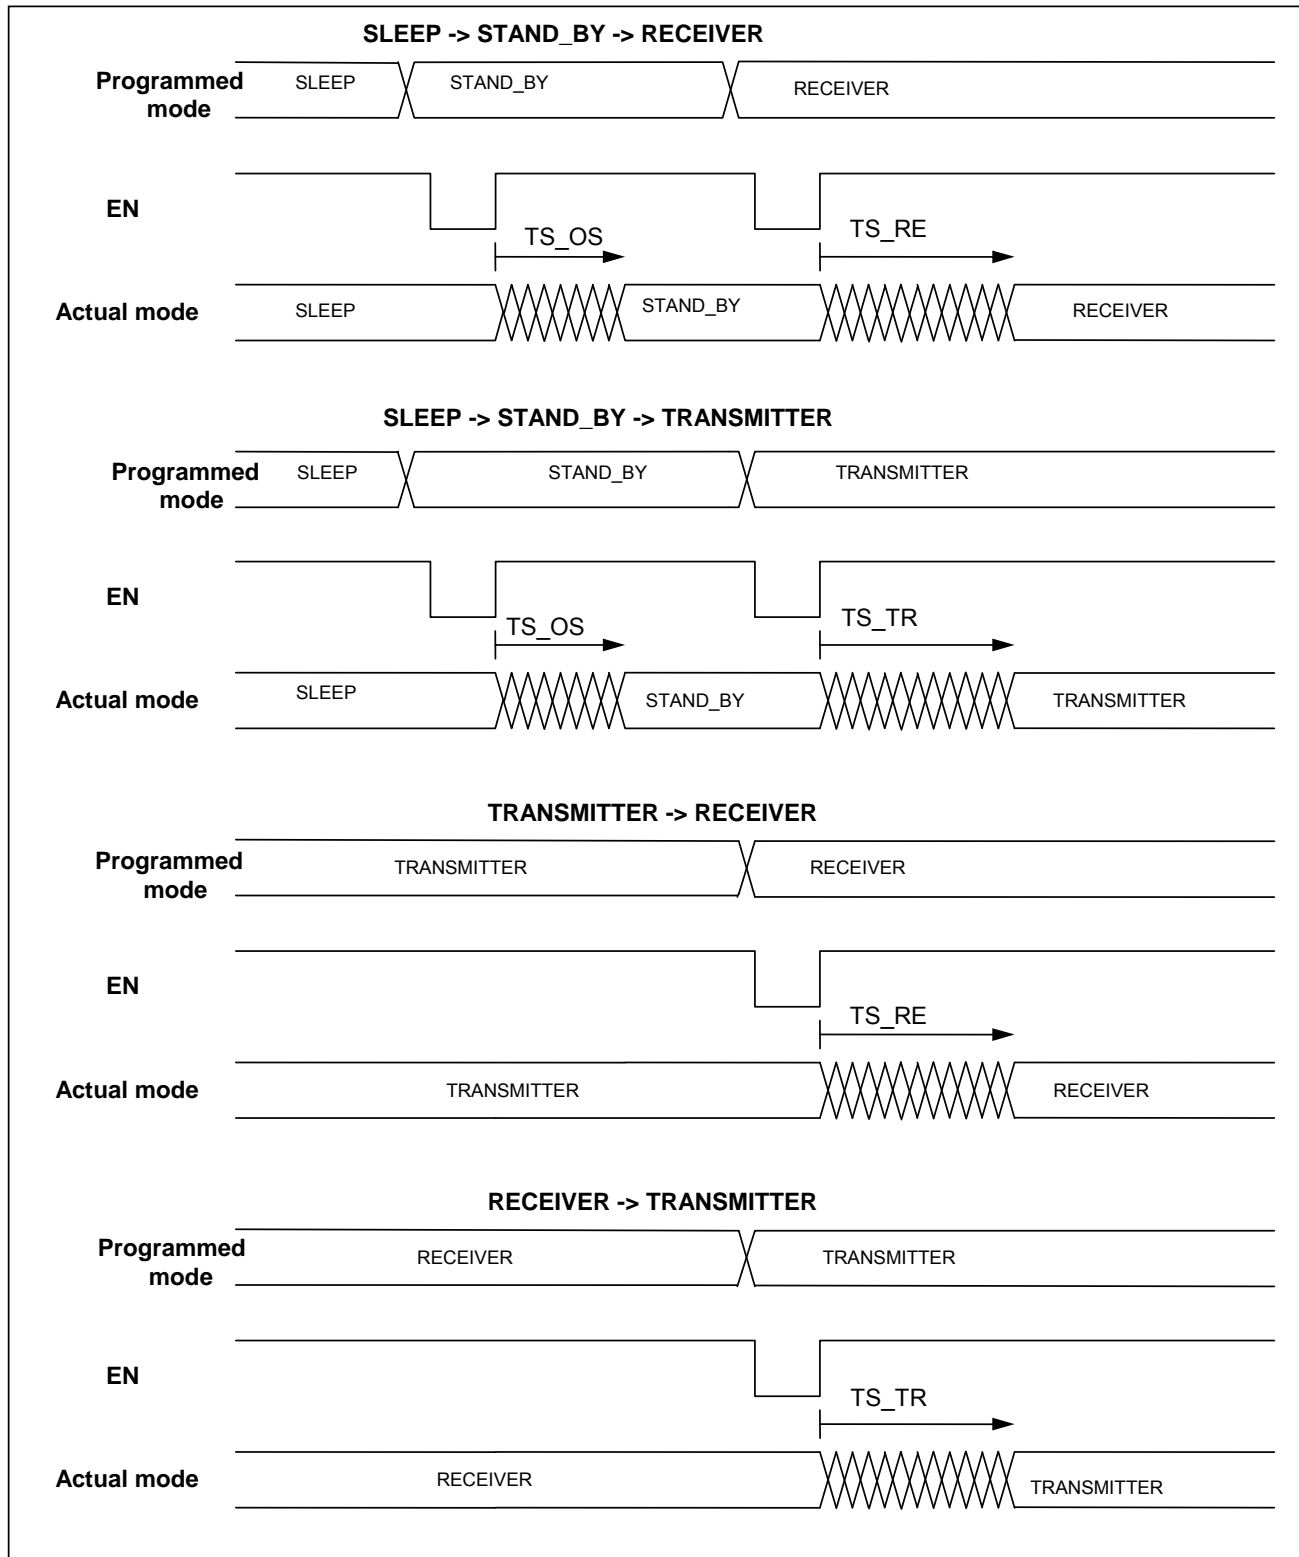 SLEEP -> STAND_BY -> RECEIVER
Programmed
mode
SLEEP
STAND_BY
RECEIVER
EN
TS_OS
TS_RE
Actual mode
SLEEP
STAND_BY
RECEIVER
SLEEP -> STAND_BY -> TRANSMITTER
Programmed
mode
SLEEP
STAND_BY
TRANSMITTER
EN
TS_OS
TS_TR
Actual mode
SLEEP
STAND_BY
TRANSMITTER
TRANSMITTER -> RECEIVER
Programmed
mode
TRANSMITTER
RECEIVER
EN
TS_RE
Actual mode
TRANSMITTER
RECEIVER
RECEIVER -> TRANSMITTER
Programmed
mode
RECEIVER
TRANSMITTER
EN
TS_TR
Actual mode
RECEIVER
TRANSMITTER